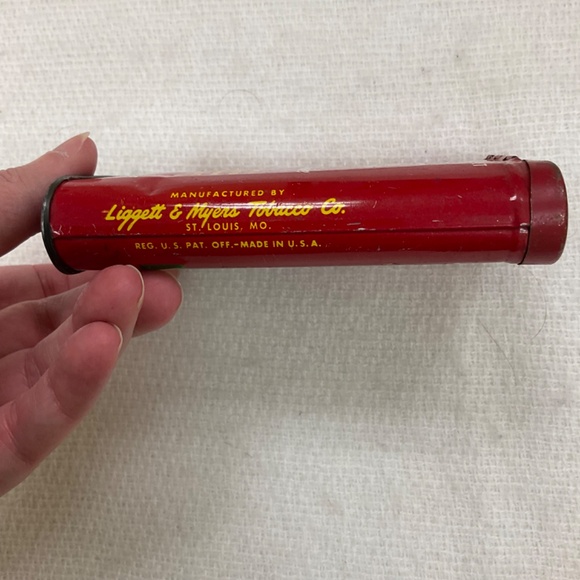 MANUFACTURED BY
Liggett & Myers Tobacco Co.
ST. LOUIS, MO.
REG. U.S. PAT. OFF.-MADE IN U.S.A.